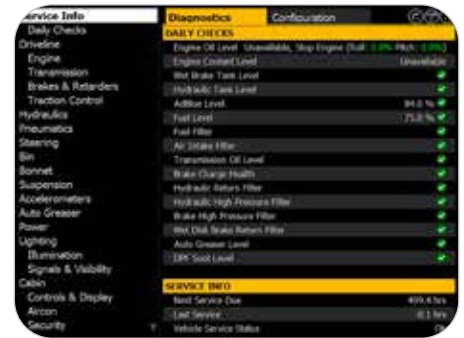 Service Info
Daily Checks
Driveline
Engine
Transmission
Brakes & Retarders
Traction Control
Hydraulics
Pneumatics
Steering
Bin
Bonnet
Suspension
Accelerometers
Auto Greaser
Power
Lighting
Illumination
Signals & Visibility
Cabin
Controls & Display
Aircon
Security
Diagnostics Configuration
DAILY CHECKS
Engine Oil Level Unavailable, Stop Engine (Roll: Pitch:
Engine Coolant Level Unavailable
Wet Brake Tank Level
Hydraulic Tank Level
AdBlue Level 84.0 %
Fuel Level 75.8 %
Fuel Filter
Air Intake Filter
Transmission Oil Level
Brake Charge Health
Hydraulic Return Filter
Hydraulic High Pressure Filter
Brake High Pressure Filter
Wet Disk Brake Return Filter
Auto Greaser Level
DPF Soot Level
SERVICE INFO
Next Service Due 499.4 hrs
Last Service 0.1 hrs
Vehicle Service Status Ok